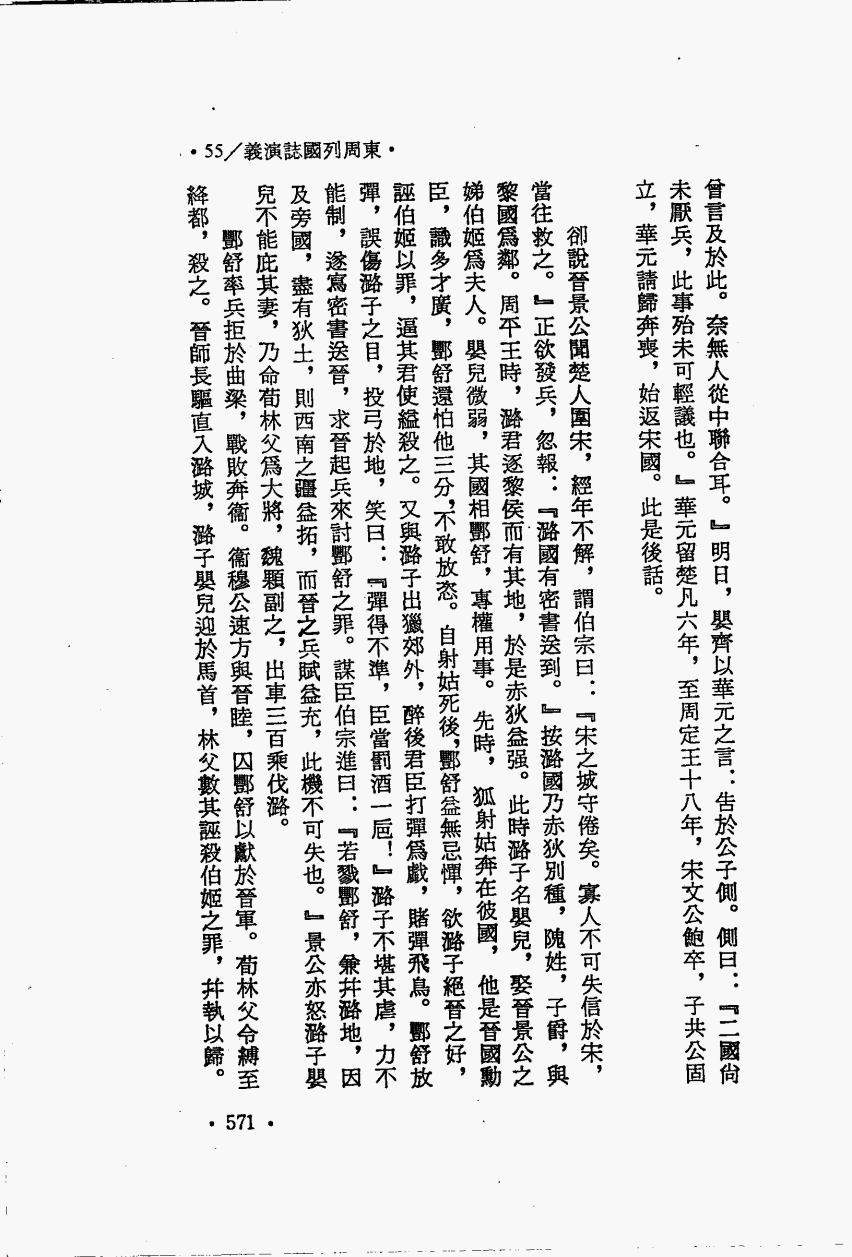 •東周列國誌演義/55•
曾言及於此。奈無人從中聯合耳。』明日，嬰齊以華元之言：告於公子側。側曰：『二國尙
未厭兵，此事殆未可輕議也。』華元留楚凡六年，至周定王十八年，宋文公鮑卒，子共公固
立，華元請歸奔喪，始返宋國。此是後話。
卻說晉景公聞楚人圍宋，經年不解，謂伯宗曰：『宋之城守倦矣。寡人不可失信於宋，
當往救之。』正欲發兵，忽報：『潞國有密書送到。』按潞國乃赤狄別種，隗姓，子爵，與
黎國爲鄰。周平王時，潞君逐黎侯而有其地，於是赤狄益强。此時潞子名嬰兒，娶晉景公之
娣伯姬爲夫人。嬰兒微弱，其國相酆舒，專權用事。先時，狐射姑奔在彼國，他是晉國勳
臣，識多才廣，酆舒還怕他三分，不敢放恣。自射姑死後，酆舒益無忌憚，欲潞子絕晉之好，
誣伯姬以罪，逼其君使縊殺之。又與潞子出獵郊外，醉後君臣打彈爲戲，賭彈飛鳥。酆舒放
彈，誤傷潞子之目，投弓於地，笑曰：『彈得不準，臣當罰酒一巵！』潞子不堪其虐，力不
能制，遂寫密書送晉，求晉起兵來討酆舒之罪。謀臣伯宗進曰：『若戮酆舒，兼幷潞地，因
及旁國，盡有狄土，則西南之疆益拓，而晉之兵賦益充，此機不可失也。』景公亦怒潞子嬰
兒不能庇其妻，乃命荀林父爲大將，魏顆副之，出車三百乘伐潞。
酆舒率兵拒於曲梁，戰敗奔衞。衞穆公速方與晉睦，囚酆舒以獻於晉軍。荀林父令縛至
絳都，殺之。晉師長驅直入潞城，潞子嬰兒迎於馬首，林父數其誣殺伯姬之罪，幷執以歸。
•571•